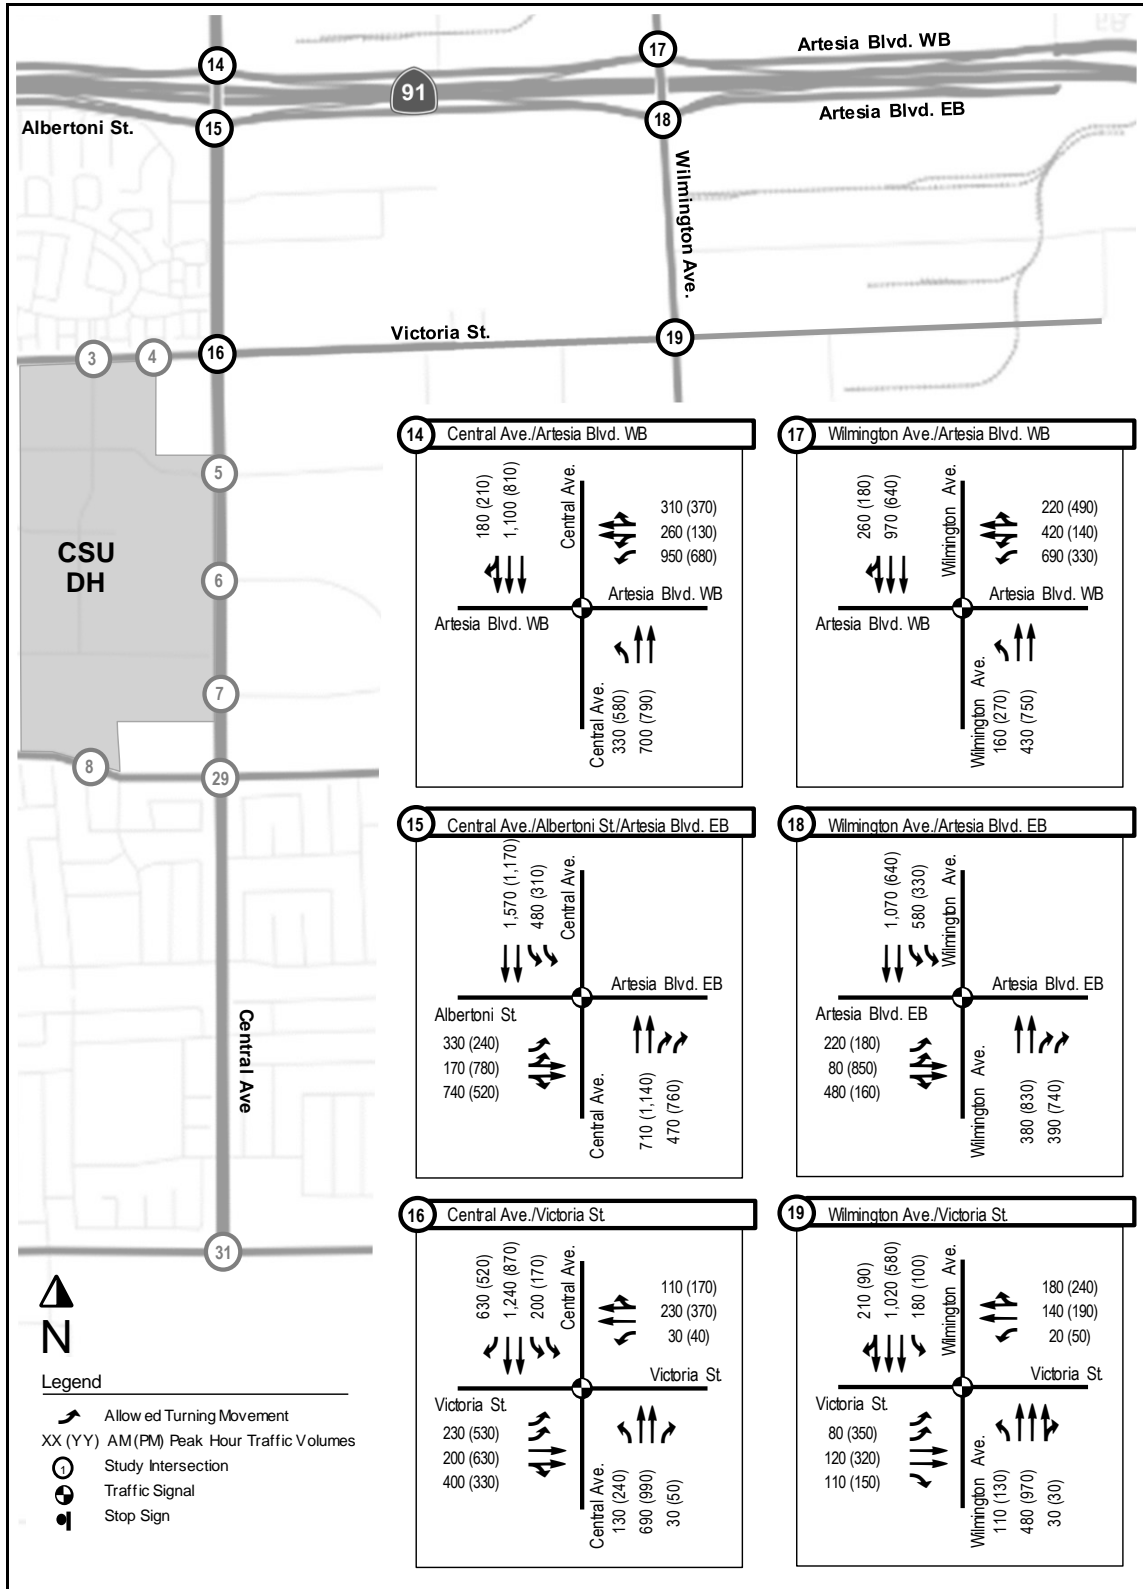 14
17
Artesia Blvd. WB
91
Artesia Blvd. EB
Albertoni St.
15
18
Wilmington Ave.
Victoria St.
3
4
16
19
5
CSU
DH
6
7
8
29
Central Ave
31
N
Legend
Allowed Turning Movement
XX (YY) AM(PM) Peak Hour Traffic Volumes
1 Study Intersection
Traffic Signal
Stop Sign
14 Central Ave./Artesia Blvd. WB
180 (210)
1,100 (810)
Central Ave.
310 (370)
260 (130)
950 (680)
Artesia Blvd. WB
Artesia Blvd. WB
Central Ave.
330 (580)
700 (790)
17 Wilmington Ave./Artesia Blvd. WB
260 (180)
970 (640)
Wilmington Ave.
220 (490)
420 (140)
690 (330)
Artesia Blvd. WB
Artesia Blvd. WB
Wilmington Ave.
160 (270)
430 (750)
15 Central Ave./Albertoni St./Artesia Blvd. EB
1,570 (1,170)
480 (310)
Central Ave.
Artesia Blvd. EB
Albertoni St.
330 (240)
170 (780)
740 (520)
Central Ave.
710 (1,140)
470 (760)
18 Wilmington Ave./Artesia Blvd. EB
1,070 (640)
580 (330)
Wilmington Ave.
Artesia Blvd. EB
Artesia Blvd. EB
220 (180)
80 (850)
480 (160)
Wilmington Ave.
380 (830)
390 (740)
16 Central Ave./Victoria St.
630 (520)
1,240 (870)
200 (170)
Central Ave.
110 (170)
230 (370)
30 (40)
Victoria St.
Victoria St.
230 (530)
200 (630)
400 (330)
Central Ave.
130 (240)
690 (990)
30 (50)
19 Wilmington Ave./Victoria St.
210 (90)
1,020 (580)
180 (100)
Wilmington Ave.
180 (240)
140 (190)
20 (50)
Victoria St.
Victoria St.
80 (350)
120 (320)
110 (150)
Wilmington Ave.
110 (130)
480 (970)
30 (30)